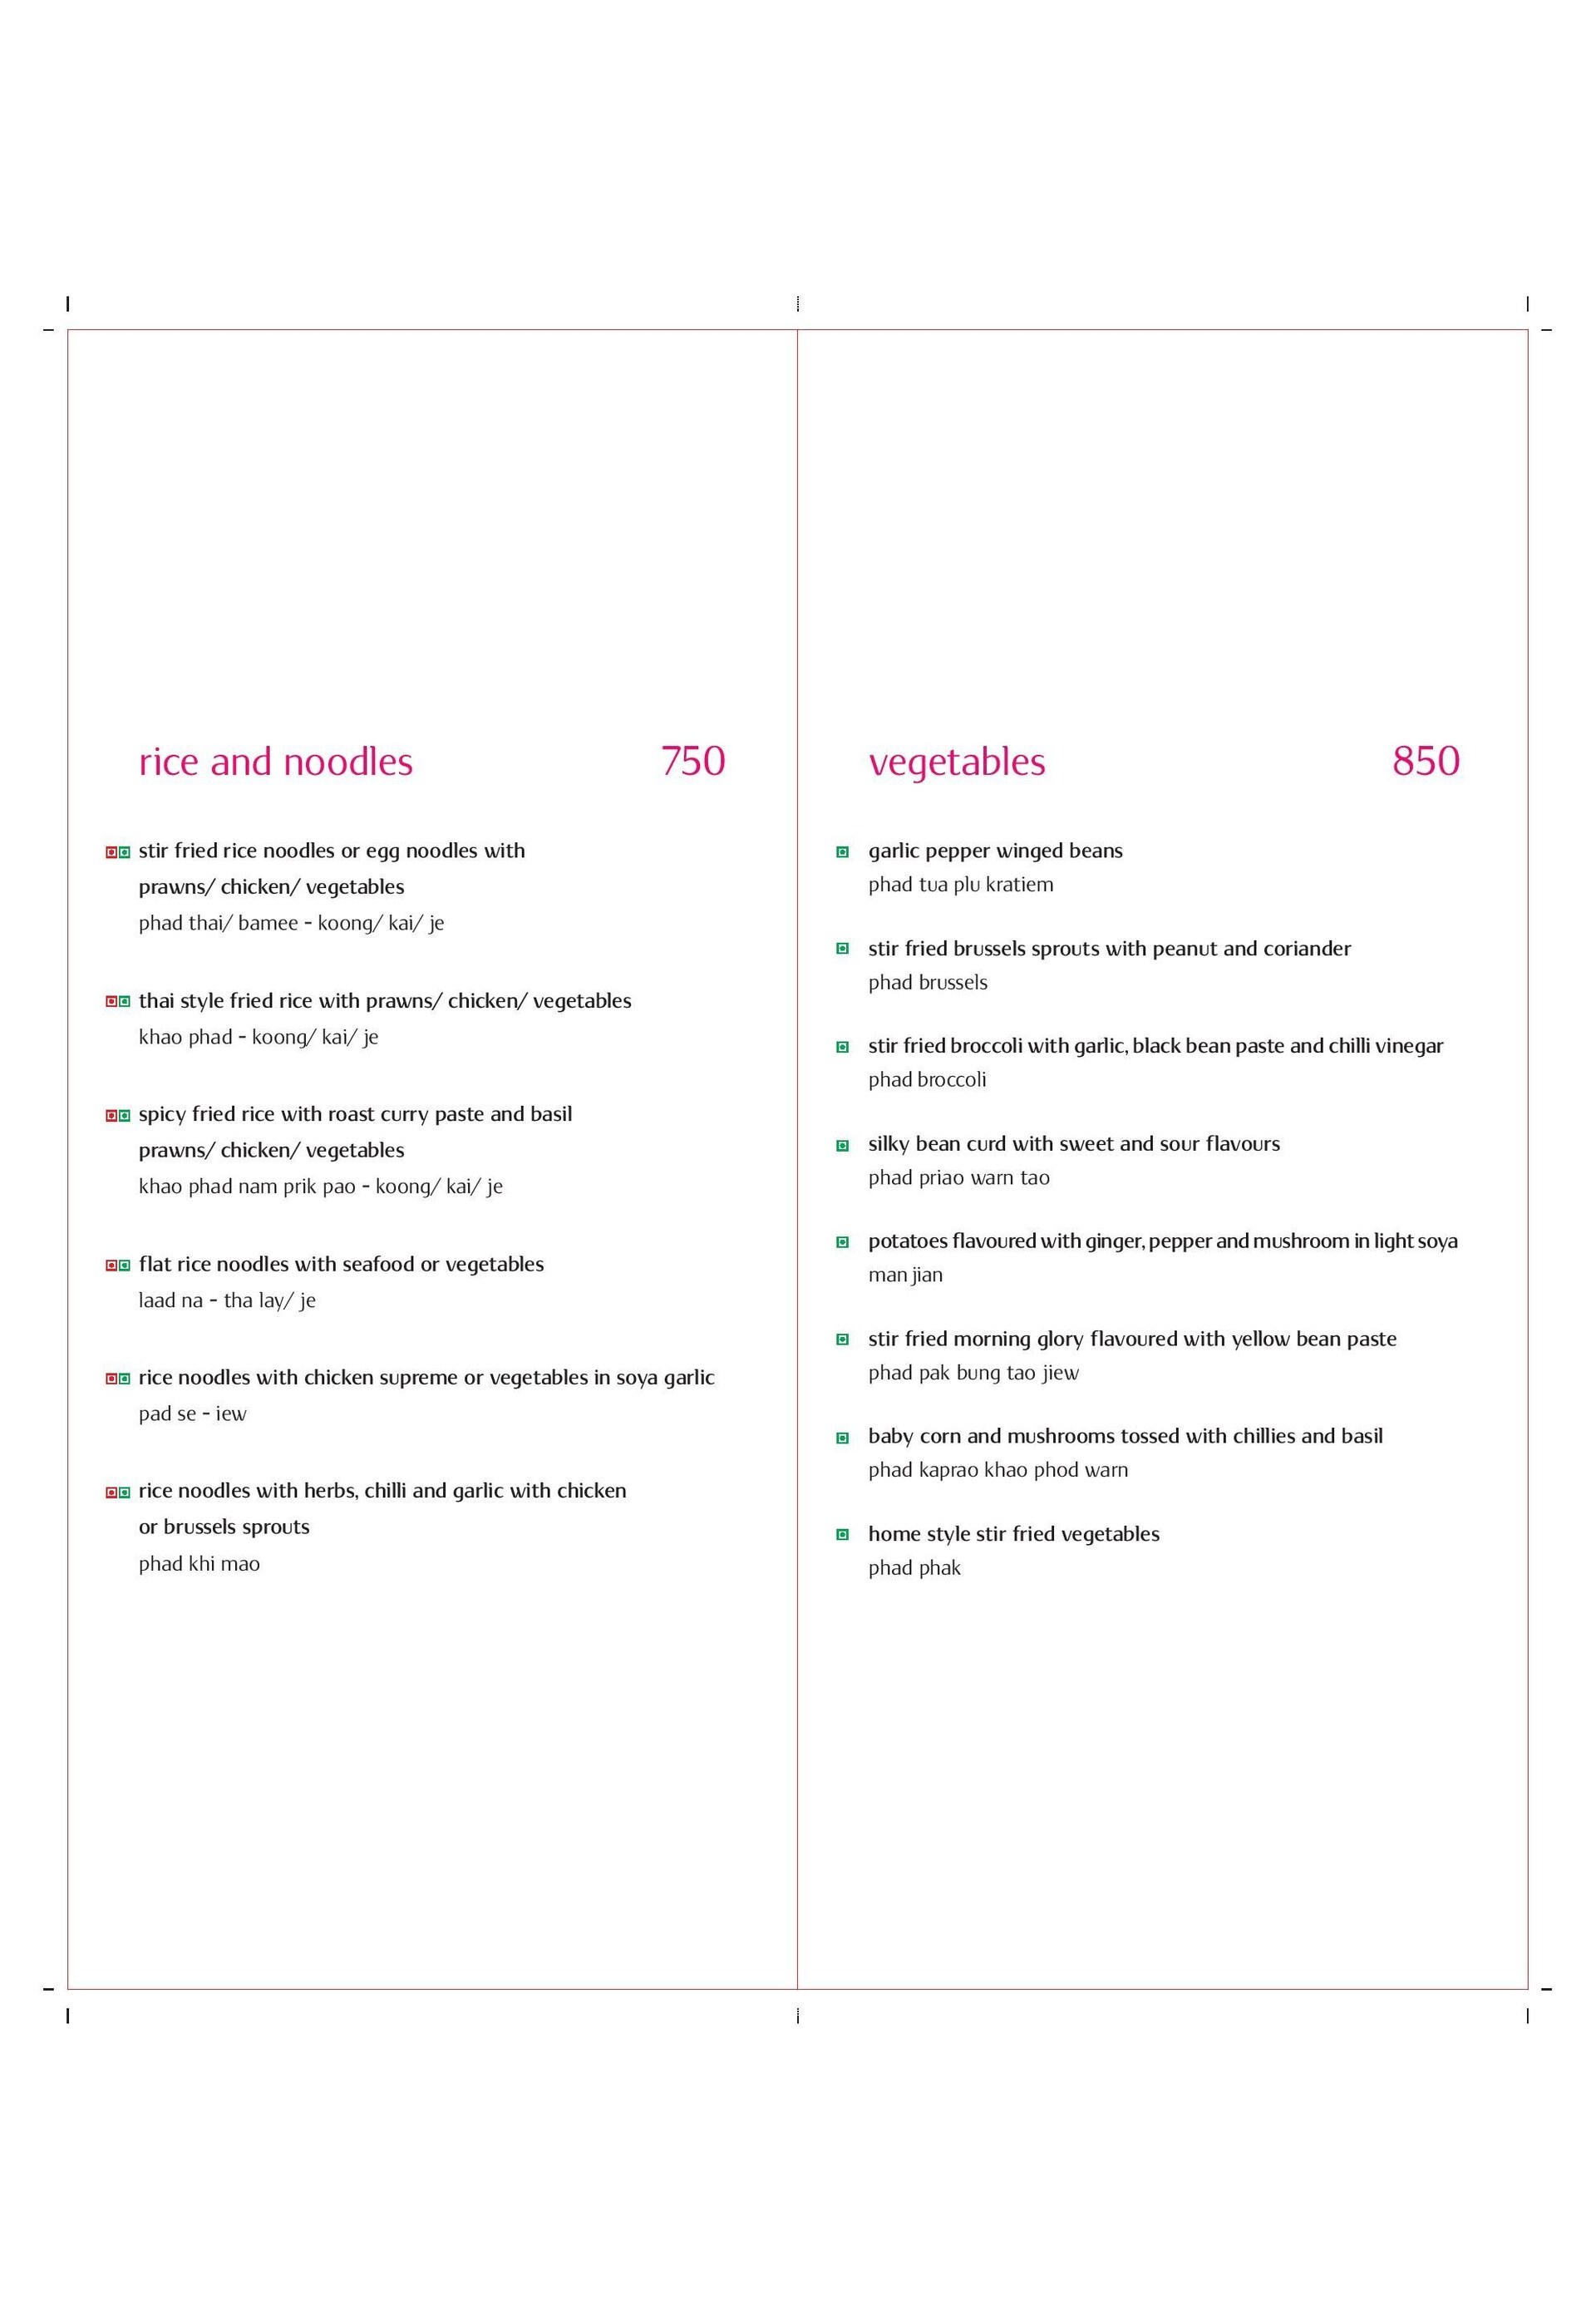 rice and noodles 750
stir fried rice noodles or egg noodles with
prawns/ chicken/ vegetables
phad thai/ bamee - koong/ kai/ je
thai style fried rice with prawns/ chicken/ vegetables
khao phad - koong/ kai/ je
spicy fried rice with roast curry paste and basil
prawns/ chicken/ vegetables
khao phad nam prik pao - koong/ kai/ je
flat rice noodles with seafood or vegetables
laad na - tha lay/ je
rice noodles with chicken supreme or vegetables in soya garlic
pad se - iew
rice noodles with herbs, chilli and garlic with chicken
or brussels sprouts
phad khi mao
vegetables 850
garlic pepper winged beans
phad tua plu kratiem
stir fried brussels sprouts with peanut and coriander
phad brussels
stir fried broccoli with garlic, black bean paste and chilli vinegar
phad broccoli
silky bean curd with sweet and sour flavours
phad priao warn tao
potatoes flavoured with ginger, pepper and mushroom in light soya
man jian
stir fried morning glory flavoured with yellow bean paste
phad pak bung tao jiew
baby corn and mushrooms tossed with chillies and basil
phad kaprao khao phod warn
home style stir fried vegetables
phad phak